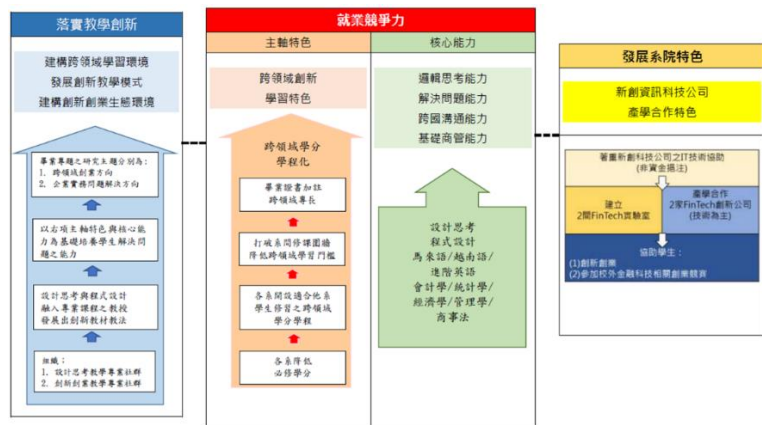 落實教學創新
建構跨領域學習環境
發展創新教學模式
建構創新創業生態環境
畢業專題之研究主題分別為：
1. 跨領域創業方向
2. 企業實務問題解決方向
以右項主軸特色與核心能
力為基礎培養學生解決問
題之能力
設計思考與程式設計
融入專業課程之教授
發展出創新教材教法
組織：
1. 設計思考教學專業社群
2. 創新創業教學專業社群
就業競爭力
主軸特色
跨領域創新
學習特色
跨領域學分
學程化
畢業證書加註
跨領域專長
打破系間修課圍牆
降低跨領域學習門檻
各系開設適合他系
學生修習之跨領域
學分學程
各系降低
必修學分
核心能力
邏輯思考能力
解決問題能力
跨國溝通能力
基礎商管能力
設計思考
程式設計
馬來語/越南語/
進階英語
會計學/統計學/
經濟學/管理學/
商事法
發展系院特色
新創資訊科技公司
產學合作特色
著重新創科技公司之IT技術協助
(非資金挹注)
建立
2間FinTech實驗室
產學合作
2家FinTech創新公司
(技術為主)
協助學生：
(1)創新創業
(2)參加校外金融科技相關創業競賽